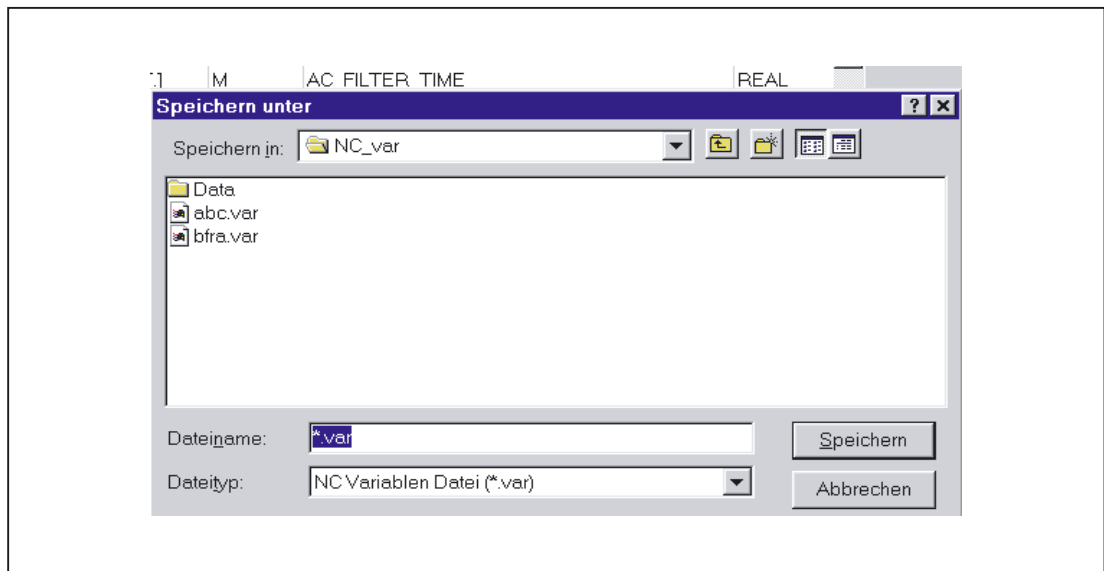 M AC FILTER TIME REAL
Speichern unter
Speichern in: NC_var
Data
abc.var
bfra.var
Dateiname: *.var Speichern
Dateityp: NC Variablen Datei (*.var) Abbrechen